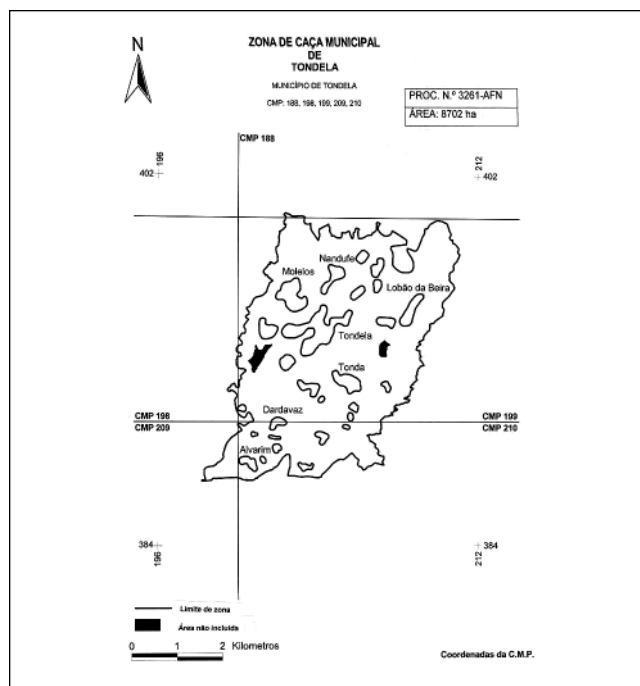 N
ZONA DE CAÇA MUNICIPAL
DE
TONDELA
MUNICÍPIO DE TONDELA
CMP: 188, 198, 199, 209, 210
PROC. N.º 3261-AFN
ÁREA: 8702 ha
CMP 188
196
402
212
402
Nandufe
Molelos
Lobão da Beira
Tondela
Tonda
Dardavaz
CMP 198
CMP 199
CMP 209
CMP 210
Alvarim
384
196
384
212
Limite de zona
Área não incluída
0 1 2 Kilometros
Coordenadas da C.M.P.